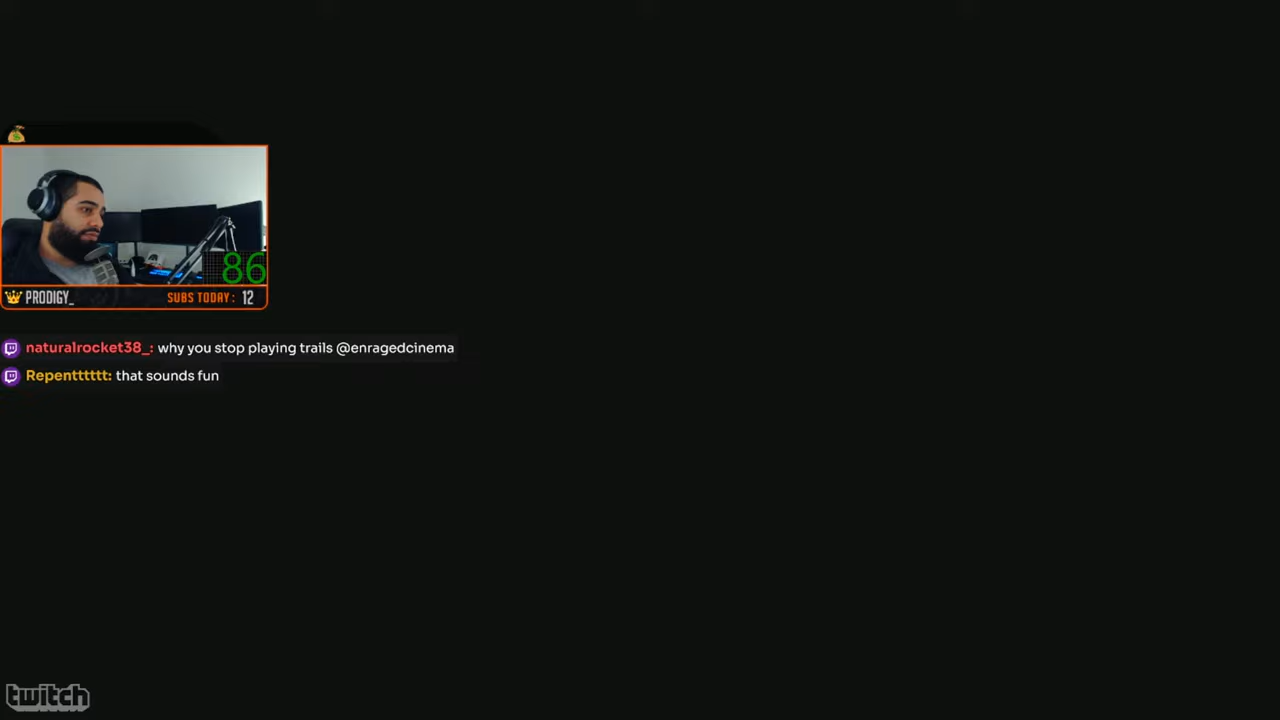 86
PRODIGY_ SUBS TODAY: 12
naturalrocket38_: why you stop playing trails @enragedcinema
Repentttttt: that sounds fun
twitch